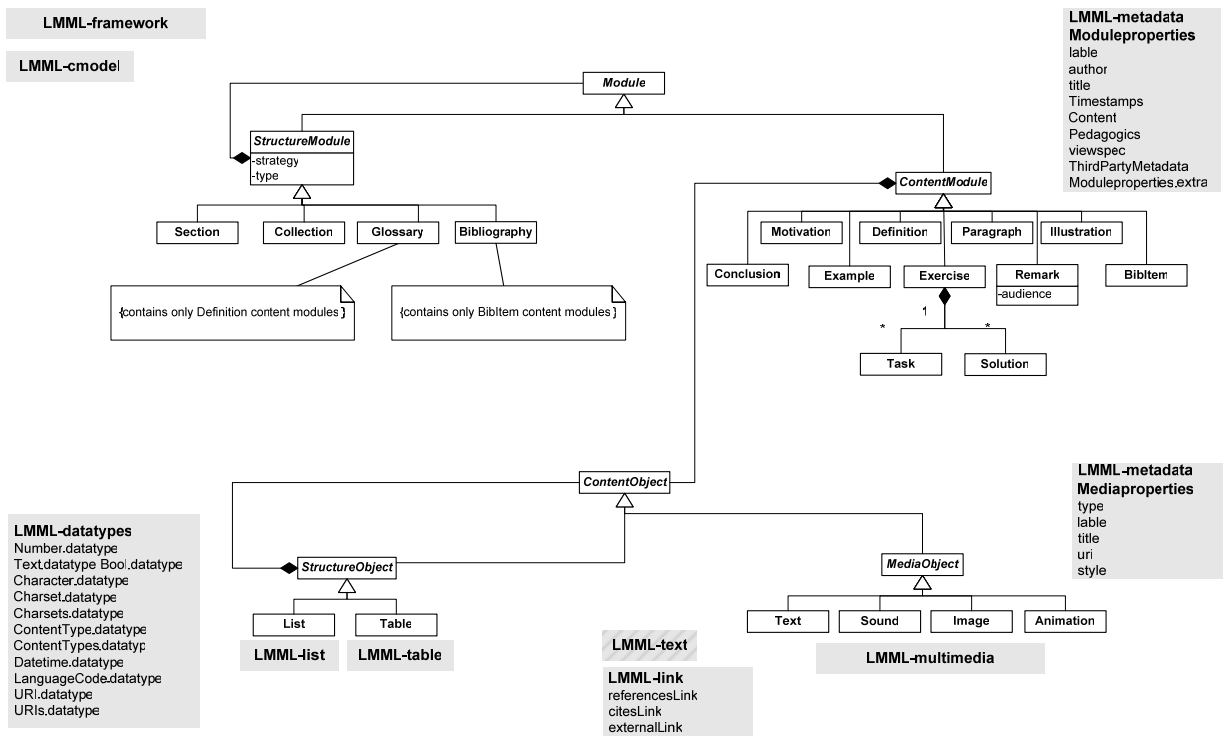 LMML-framework
LMML-cmodel
LMML-metadata
Moduleproperties
lable
author
title
Timestamps
Content
Pedagogics
viewspec
ThirdPartyMetadata
Moduleproperties.extra
Module
StructureModule
-strategy
-type
ContentModule
Section
Collection
Glossary
Bibliography
Motivation
Definition
Paragraph
Illustration
Conclusion
Example
Exercise
Remark
-audience
BibItem
{contains only Definition content modules }
{contains only BibItem content modules }
1
*
*
Task
Solution
ContentObject
LMML-metadata
Mediaproperties
type
lable
title
uri
style
LMML-datatypes
Number.datatype
Text.datatype Bool.datatype
Character.datatype
Charset.datatype
Charsets.datatype
ContentType.datatype
ContentTypes.datatyp
Datetime.datatype
LanguageCode.datatype
URI.datatype
URIs.datatype
StructureObject
MediaObject
List
Table
Text
Sound
Image
Animation
LMML-list
LMML-table
LMML-text
LMML-multimedia
LMML-link
referencesLink
citesLink
externalLink